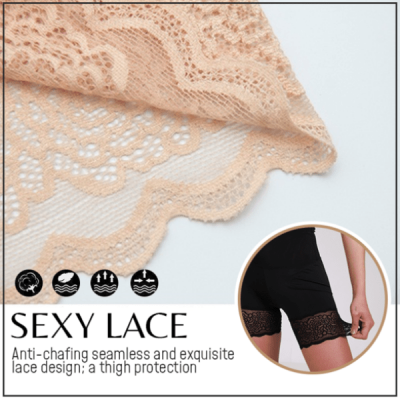 SEXY LACE
Anti-chafing seamless and exquisite
lace design; a thigh protection